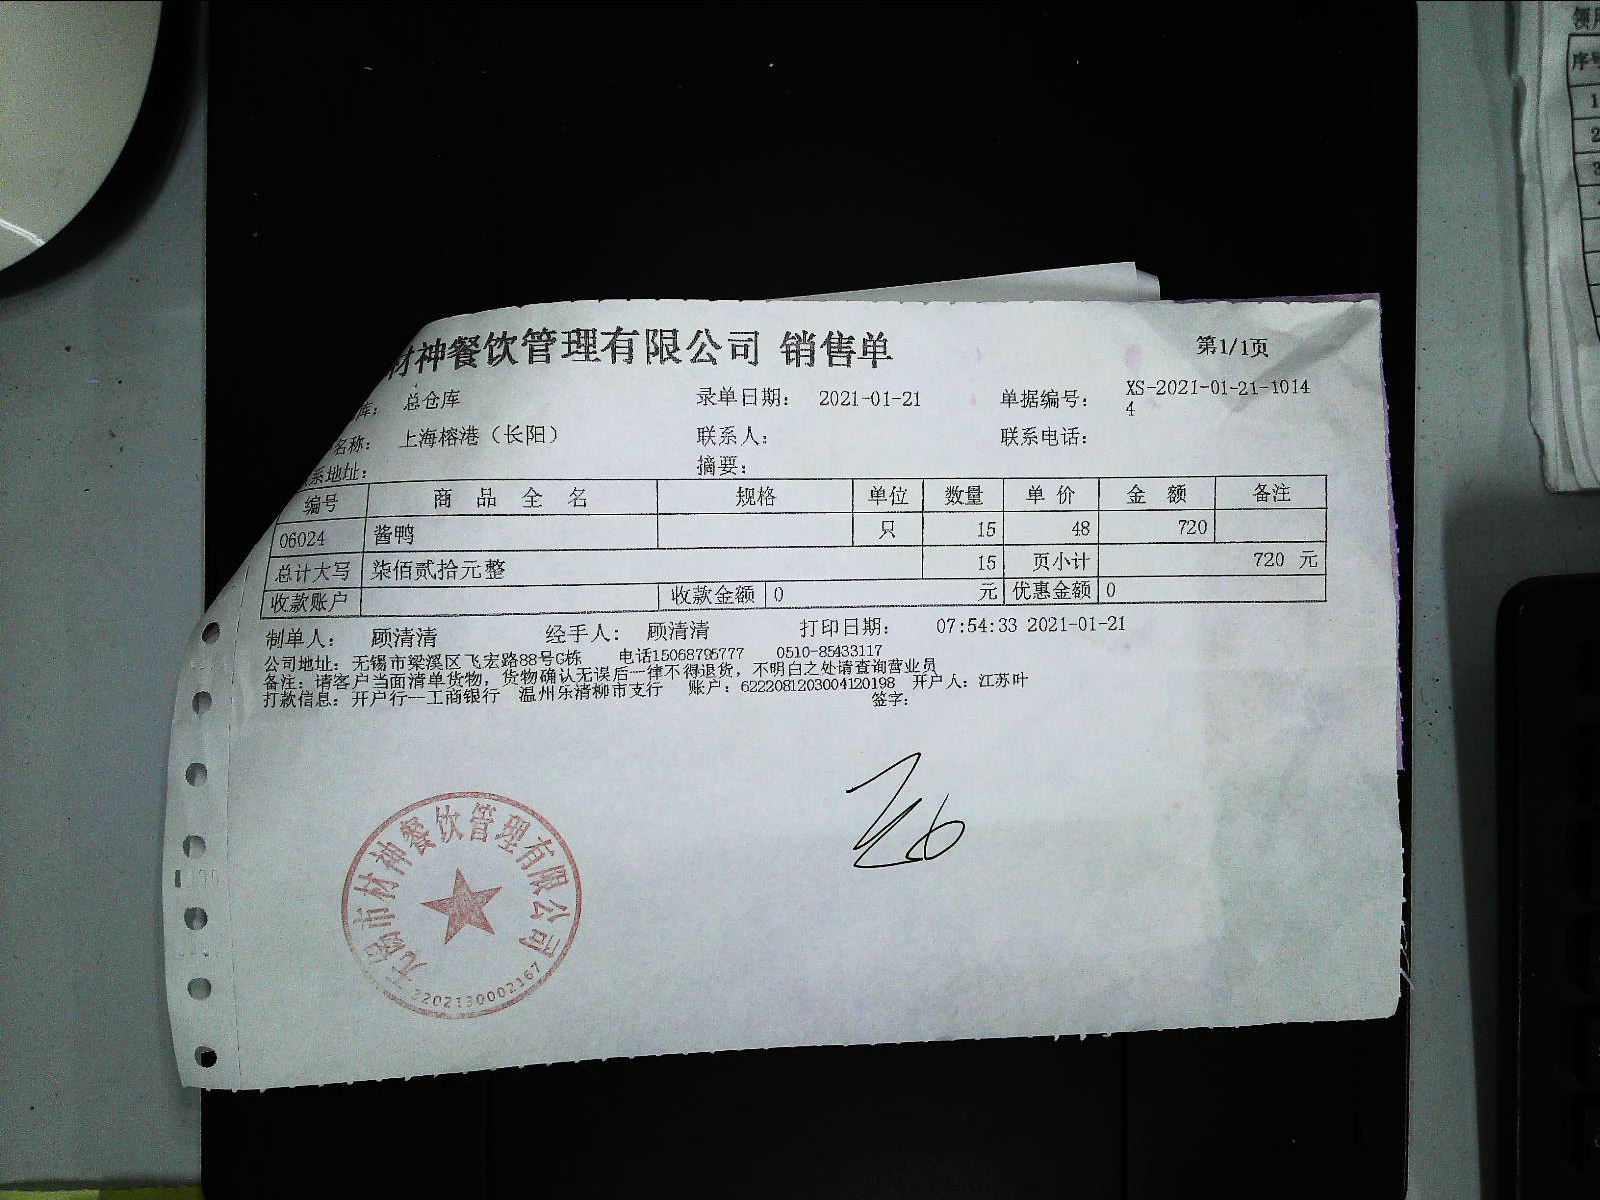 材神餐饮管理有限公司 销售单 第1/1页
库: 总仓库 录单日期: 2021-01-21 单据编号: XS-2021-01-21-1014
4
名称: 上海榕港（长阳） 联系人: 联系电话:
系地址: 摘要:
编号 商品全名 规格 单位 数量 单价 金额 备注
06024 酱鸭 只 15 48 720
总计大写 柒佰贰拾元整 15 页小计 720 元
收款账户 收款金额 0 元 优惠金额 0
制单人: 顾清清 经手人: 顾清清 打印日期: 07:54:33 2021-01-21
公司地址: 无锡市梁溪区飞宏路88号G栋 电话15068795777 0510-85433117
备注: 请客户当面清单货物, 货物确认无误后一律不得退货, 不明白之处请查询营业员
打款信息: 开户行—工商银行 温州乐清柳市支行 账户: 6222081203004120198 开户人: 江苏叶
签字:
无锡市材神餐饮管理有限公司
3202130002167
领
序号
1
2
3